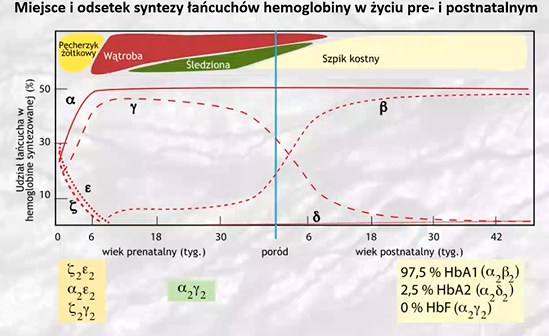 Miejsce i odsetek syntezy łańcuchów hemoglobiny w życiu pre- i postnatalnym
Pęcherzyk
żółtkowy
Wątroba
Śledziona
Szpik kostny
Udział łańcucha w
hemoglobinie syntezowanej (%)
50
30
10
α
γ
β
ε
ζ
δ
0 6 18 30 poród 6 18 30 42 50
wiek prenatalny (tyg.) wiek postnatalny (tyg.)
ζ₂ε₂
α₂ε₂
ζ₂γ₂
α₂γ₂
97,5 % HbA1 (α₂β₂)
2,5 % HbA2 (α₂δ₂)
0 % HbF (α₂γ₂)